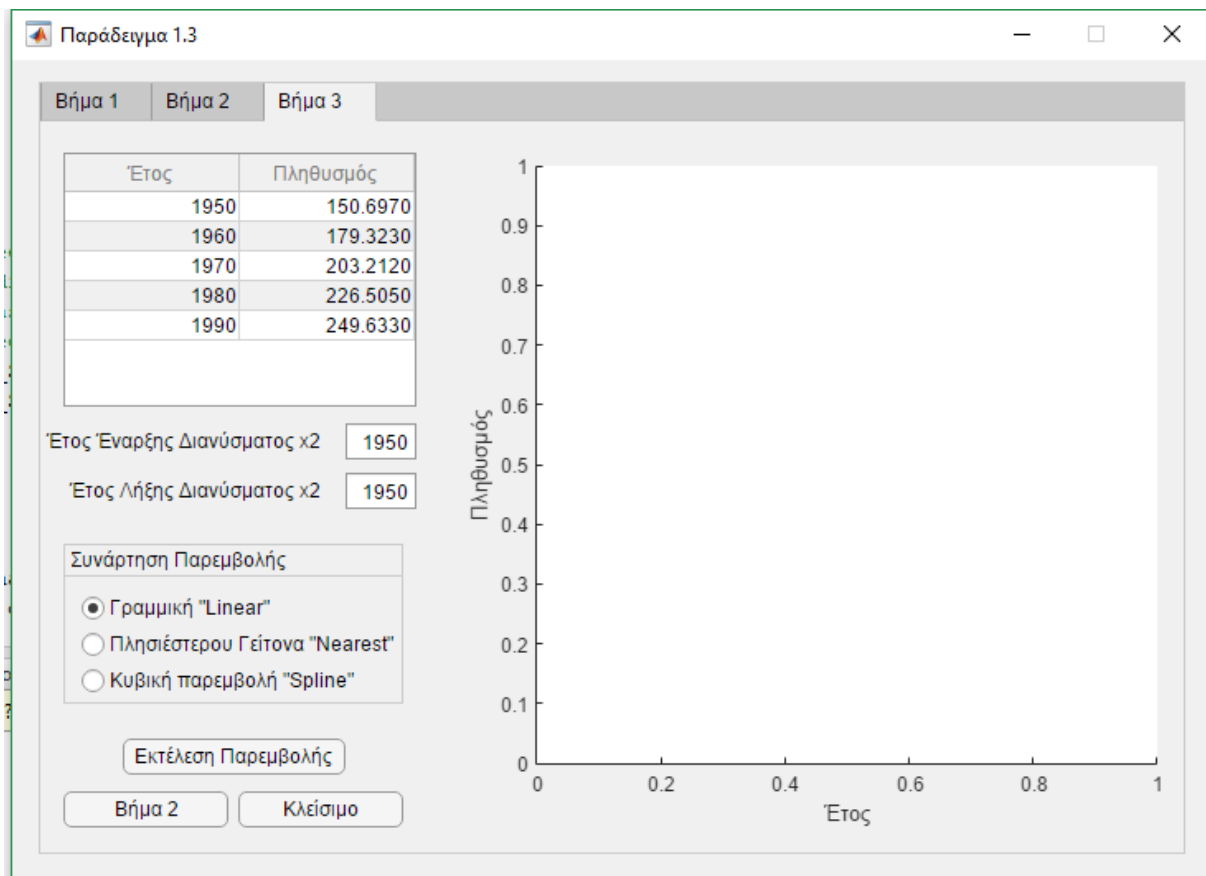 Παράδειγμα 1.3
Βήμα 1 Βήμα 2 Βήμα 3
Έτος Πληθυσμός
1950 150.6970
1960 179.3230
1970 203.2120
1980 226.5050
1990 249.6330
Έτος Έναρξης Διανύσματος x2 1950
Έτος Λήξης Διανύσματος x2 1950
Συνάρτηση Παρεμβολής
Γραμμική "Linear"
Πλησιέστερου Γείτονα "Nearest"
Κυβική παρεμβολή "Spline"
Εκτέλεση Παρεμβολής
Βήμα 2 Κλείσιμο
Πληθυσμός
1
0.9
0.8
0.7
0.6
0.5
0.4
0.3
0.2
0.1
0
0 0.2 0.4 0.6 0.8 1
Έτος